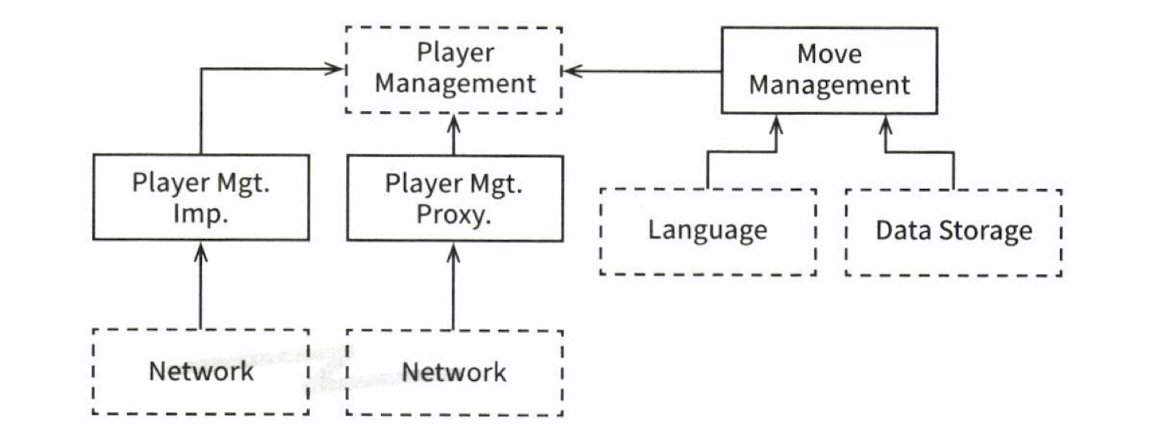 Player
Management
Move
Management
Player Mgt.
Imp.
Player Mgt.
Proxy.
Language
Data Storage
Network
Network